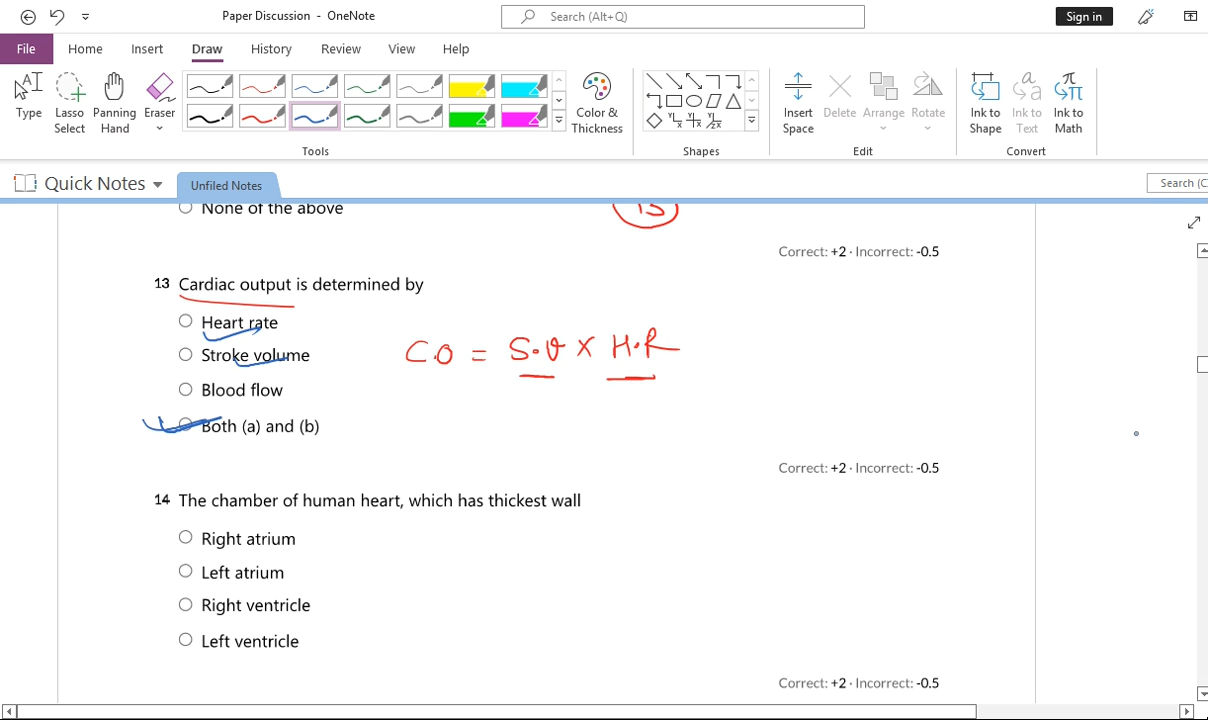 Paper Discussion - OneNote
Search (Alt+Q)
Sign in
File Home Insert Draw History Review View Help
Type
Lasso Select
Panning Hand
Eraser
Color & Thickness
Insert Space
Delete
Arrange
Rotate
Ink to Shape
Ink to Text
Ink to Math
Tools Shapes Edit Convert
Quick Notes
Unfiled Notes
Search (C
None of the above
15
Correct: +2 · Incorrect: -0.5
13 Cardiac output is determined by
Heart rate
Stroke volume
C.O = S.V × H.R
Blood flow
Both (a) and (b)
Correct: +2 · Incorrect: -0.5
14 The chamber of human heart, which has thickest wall
Right atrium
Left atrium
Right ventricle
Left ventricle
Correct: +2 · Incorrect: -0.5